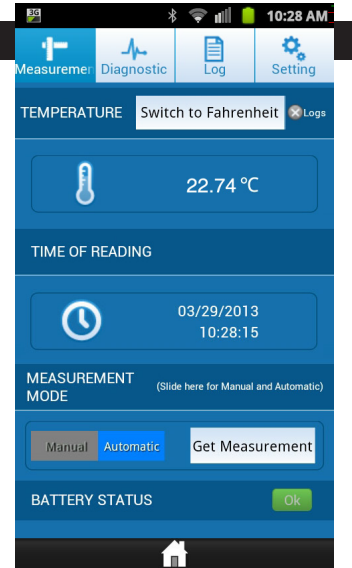 3G 10:28 AM
Measuremen Diagnostic Log Setting
TEMPERATURE Switch to Fahrenheit Logs
22.74 °C
TIME OF READING
03/29/2013
10:28:15
MEASUREMENT
MODE (Slide here for Manual and Automatic)
Manual Automatic Get Measurement
BATTERY STATUS Ok